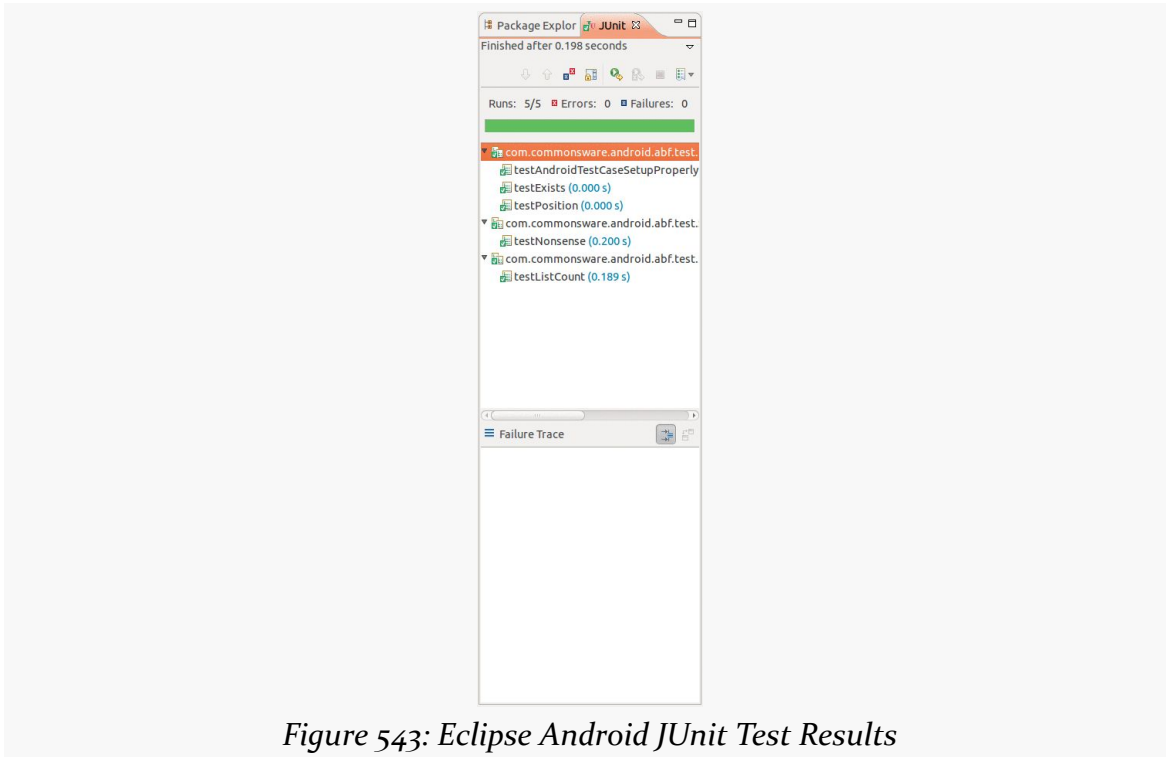 Package Explor JUnit
Finished after 0.198 seconds
Runs: 5/5 Errors: 0 Failures: 0
com.commonsware.android.abf.test.
testAndroidTestCaseSetupProperly
testExists (0.000 s)
testPosition (0.000 s)
com.commonsware.android.abf.test.
testNonsense (0.200 s)
com.commonsware.android.abf.test.
testListCount (0.189 s)
Failure Trace
Figure 543: Eclipse Android JUnit Test Results